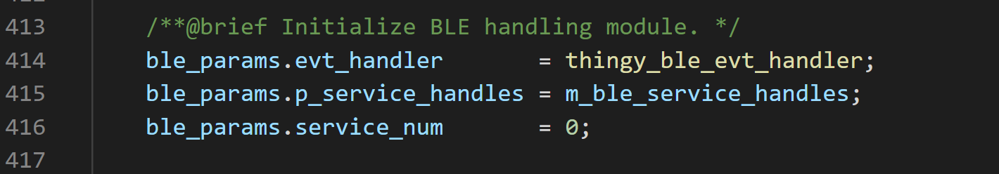 413 /**@brief Initialize BLE handling module. */
414 ble_params.evt_handler = thingy_ble_evt_handler;
415 ble_params.p_service_handles = m_ble_service_handles;
416 ble_params.service_num = 0;
417